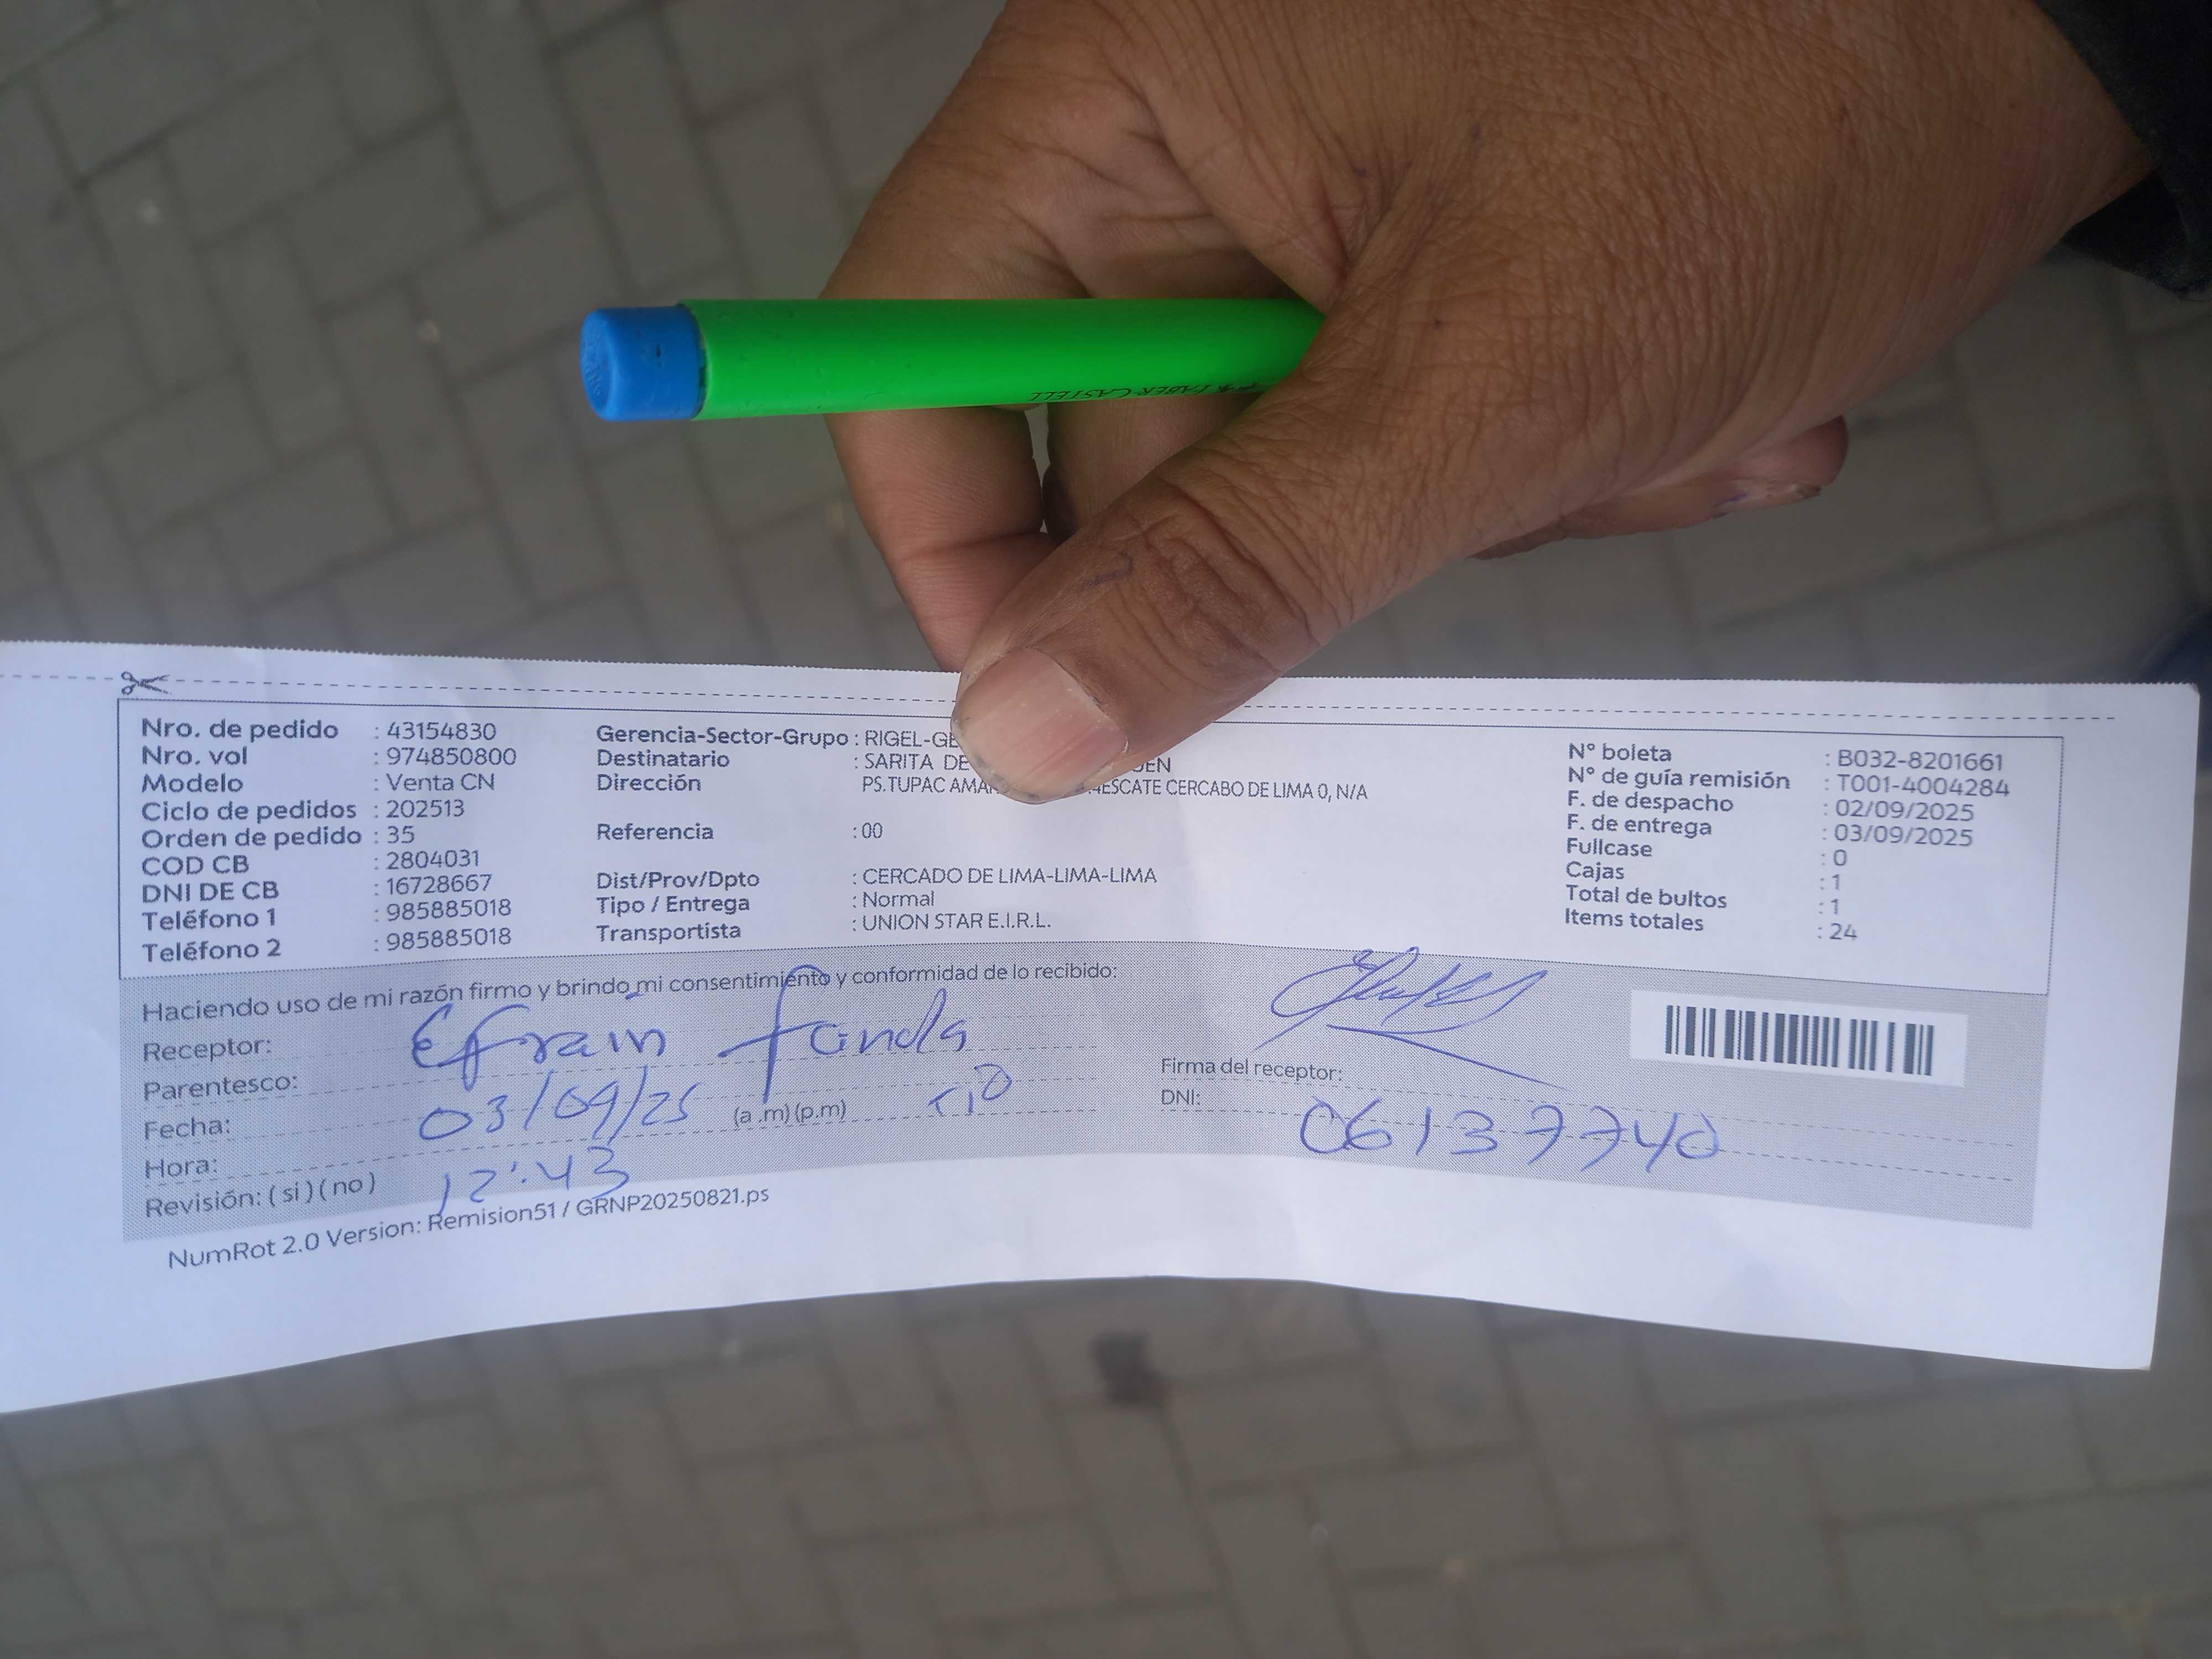 FABER-CASTELL
Nro. de pedido : 43154830
Nro. vol : 974850800
Modelo : Venta CN
Ciclo de pedidos : 202513
Orden de pedido : 35
COD CB : 2804031
DNI DE CB : 16728667
Teléfono 1 : 985885018
Teléfono 2 : 985885018
Gerencia-Sector-Grupo : RIGEL-GE
Destinatario : SARITA DE
Dirección PS.TUPAC CERCABO DE LIMA 0, N/A
Referencia : 00
Dist/Prov/Dpto : CERCADO DE LIMA-LIMA-LIMA
Tipo / Entrega : Normal
Transportista : UNION STAR E.I.R.L.
N° boleta : B032-8201661
N° de guía remisión : T001-4004284
F. de despacho : 02/09/2025
F. de entrega : 03/09/2025
Fullcase : 0
Cajas : 1
Total de bultos : 1
Items totales : 24
Haciendo uso de mi razón firmo y brindo mi consentimiento y conformidad de lo recibido:
Receptor: Efrain
Parentesco:
Fecha: 03/09/25 (a .m) (p.m)
Hora: 12:43
Revisión: ( si ) ( no )
Firma del receptor:
DNI: 06137740
NumRot 2.0 Version: Remision51 / GRNP20250821.ps